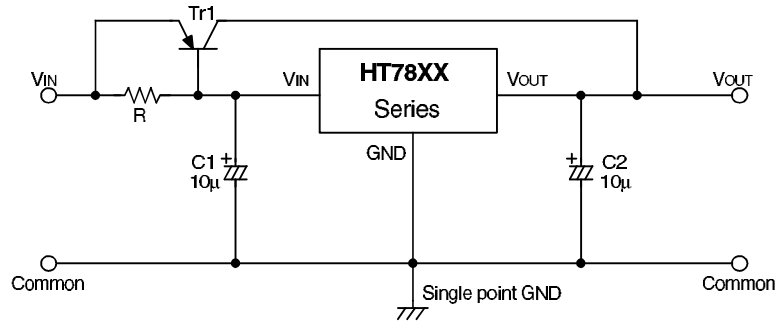 Tr1
VIN
R
VIN
HT78XX
Series
VOUT
VOUT
GND
C1
10µ
C2
10µ
Common
Common
Single point GND